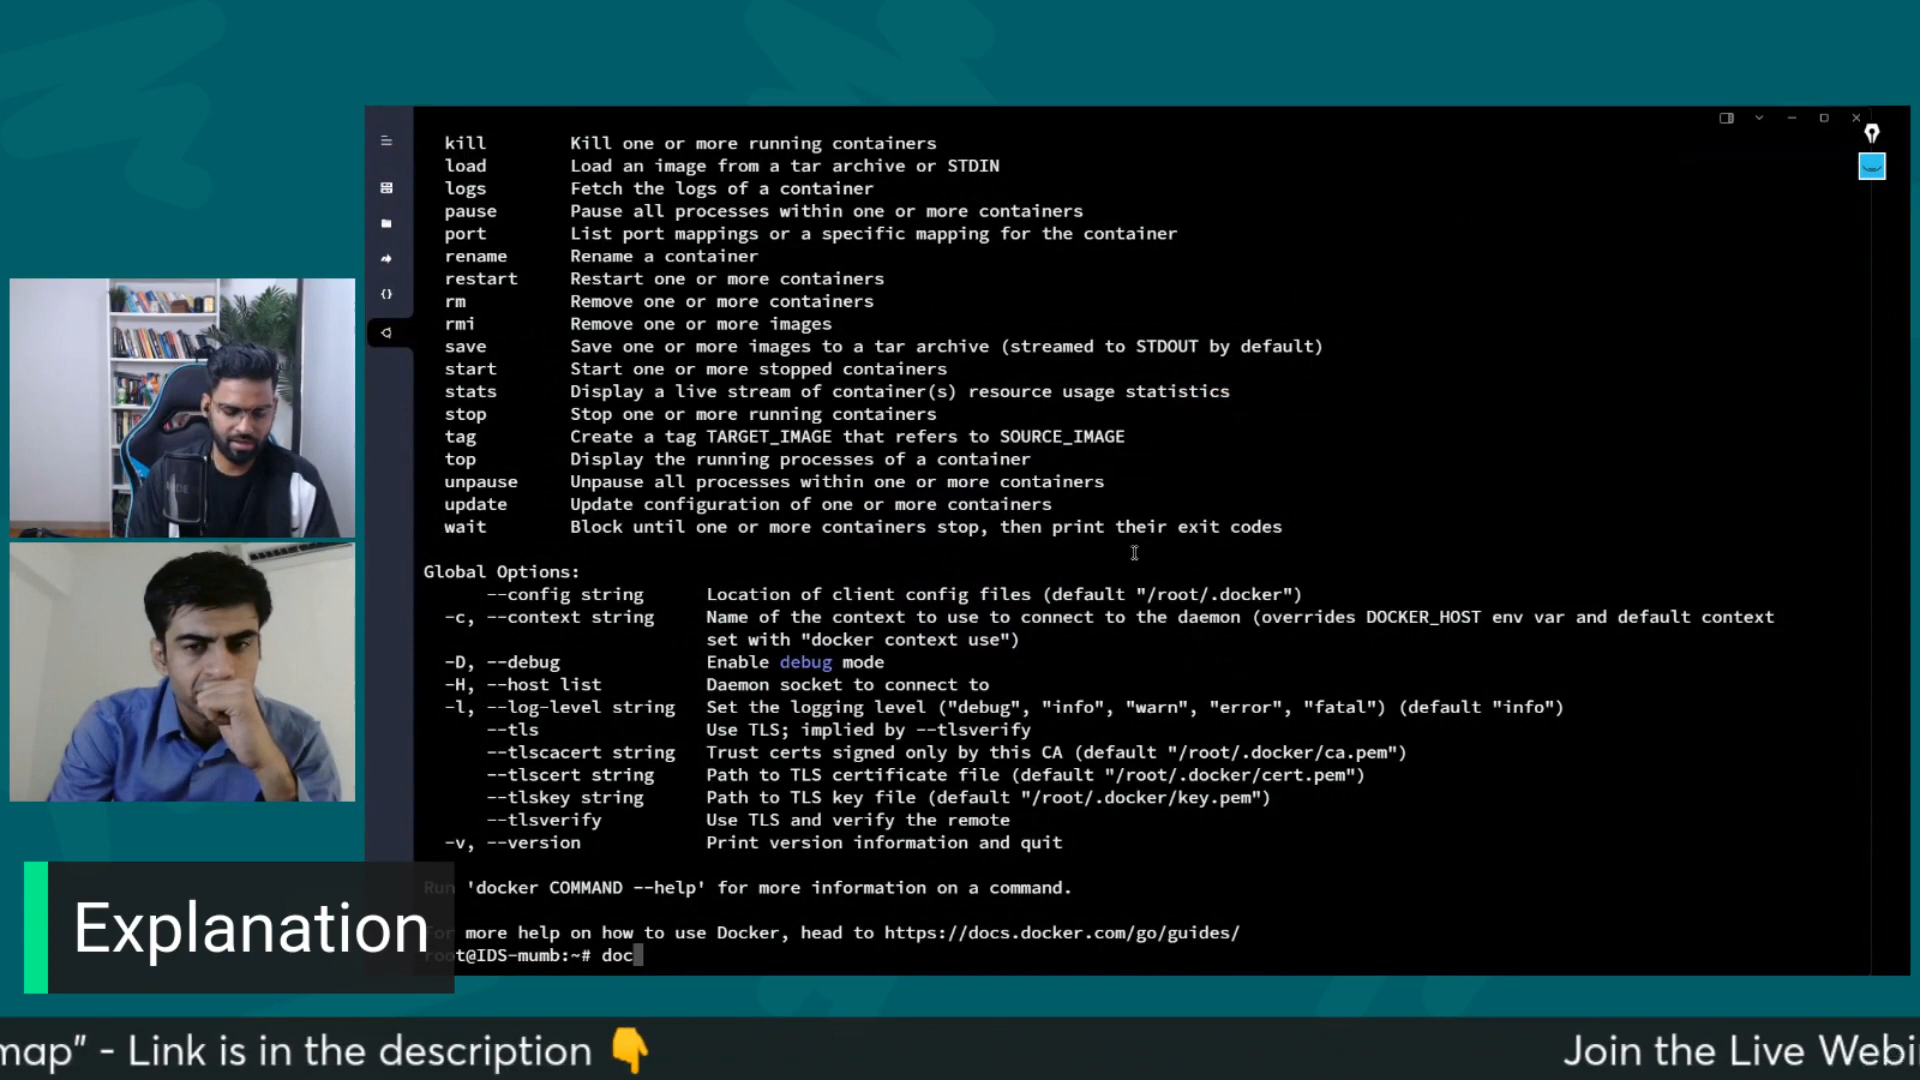 kill Kill one or more running containers
load Load an image from a tar archive or STDIN
logs Fetch the logs of a container
pause Pause all processes within one or more containers
port List port mappings or a specific mapping for the container
rename Rename a container
restart Restart one or more containers
rm Remove one or more containers
rmi Remove one or more images
save Save one or more images to a tar archive (streamed to STDOUT by default)
start Start one or more stopped containers
stats Display a live stream of container(s) resource usage statistics
stop Stop one or more running containers
tag Create a tag TARGET_IMAGE that refers to SOURCE_IMAGE
top Display the running processes of a container
unpause Unpause all processes within one or more containers
update Update configuration of one or more containers
wait Block until one or more containers stop, then print their exit codes
Global Options:
--config string Location of client config files (default "/root/.docker")
-c, --context string Name of the context to use to connect to the daemon (overrides DOCKER_HOST env var and default context
set with "docker context use")
-D, --debug Enable debug mode
-H, --host list Daemon socket to connect to
-l, --log-level string Set the logging level ("debug", "info", "warn", "error", "fatal") (default "info")
--tls Use TLS; implied by --tlsverify
--tlscacert string Trust certs signed only by this CA (default "/root/.docker/ca.pem")
--tlscert string Path to TLS certificate file (default "/root/.docker/cert.pem")
--tlskey string Path to TLS key file (default "/root/.docker/key.pem")
--tlsverify Use TLS and verify the remote
-v, --version Print version information and quit
Run 'docker COMMAND --help' for more information on a command.
For more help on how to use Docker, head to https://docs.docker.com/go/guides/
root@IDS-mumb:~# doc
Explanation
map" - Link is in the description 👇 Join the Live Webi